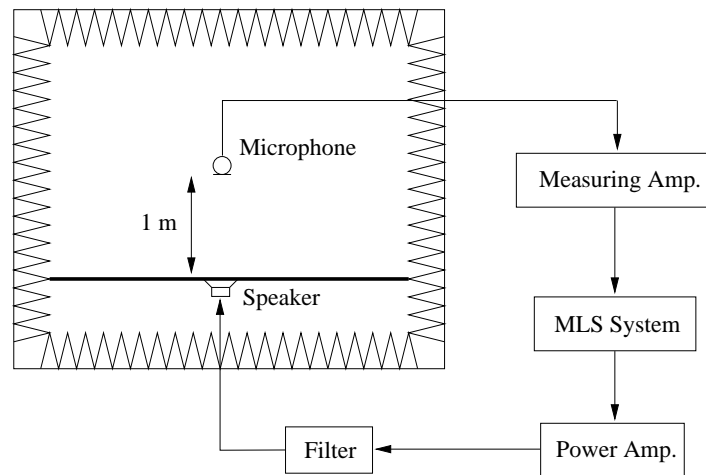 Microphone
Measuring Amp.
1 m
Speaker
MLS System
Filter
Power Amp.